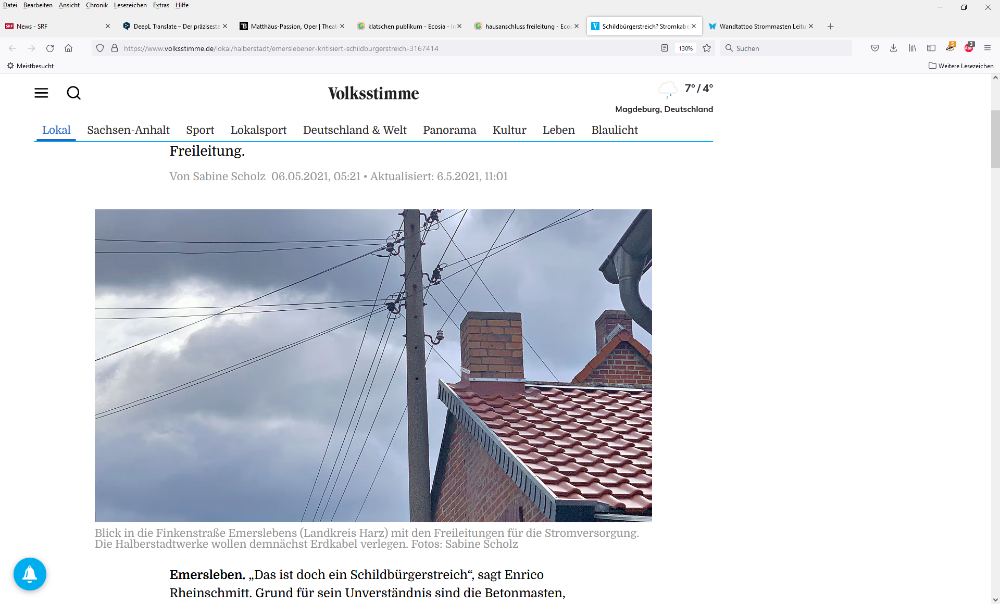 Datei Bearbeiten Ansicht Chronik Lesezeichen Extras Hilfe
SRF News - SRF
DeepL Translate – Der präziseste
Matthäus-Passion, Oper | Theat
klatschen publikum - Ecosia - In
hausanschluss freileitung - Ecos
Schildbürgerstreich? Stromkabe
Wandtattoo Strommasten Leitu
https://www.volksstimme.de/lokal/halberstadt/emerslebener-kritisiert-schildburgerstreich-3167414
130%
Suchen
5
3
ABP
Meistbesucht
Weitere Lesezeichen
Volksstimme
7° / 4°
Magdeburg, Deutschland
Lokal Sachsen-Anhalt Sport Lokalsport Deutschland & Welt Panorama Kultur Leben Blaulicht
Freileitung.
Von Sabine Scholz 06.05.2021, 05:21 • Aktualisiert: 6.5.2021, 11:01
Blick in die Finkenstraße Emerslebens (Landkreis Harz) mit den Freileitungen für die Stromversorgung.
Die Halberstadtwerke wollen demnächst Erdkabel verlegen. Fotos: Sabine Scholz
Emersleben. „Das ist doch ein Schildbürgerstreich“, sagt Enrico
Rheinschmitt. Grund für sein Unverständnis sind die Betonmasten,